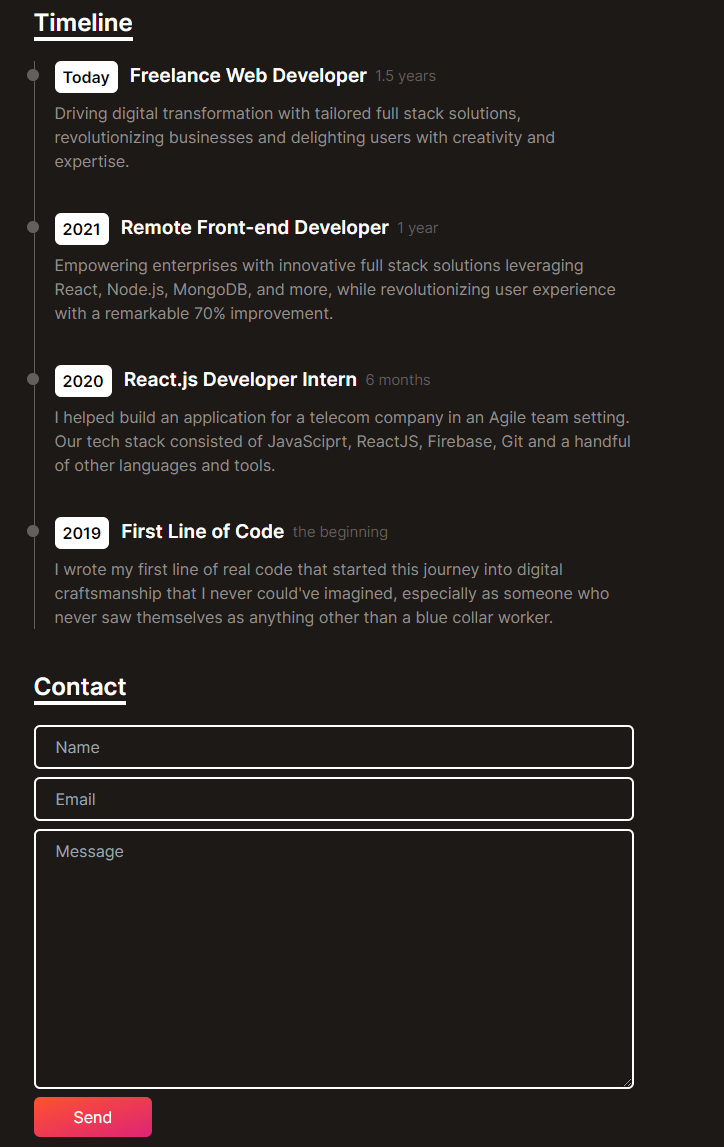 Timeline
Today Freelance Web Developer 1.5 years
Driving digital transformation with tailored full stack solutions,
revolutionizing businesses and delighting users with creativity and
expertise.
2021 Remote Front-end Developer 1 year
Empowering enterprises with innovative full stack solutions leveraging
React, Node.js, MongoDB, and more, while revolutionizing user experience
with a remarkable 70% improvement.
2020 React.js Developer Intern 6 months
I helped build an application for a telecom company in an Agile team setting.
Our tech stack consisted of JavaSciprt, ReactJS, Firebase, Git and a handful
of other languages and tools.
2019 First Line of Code the beginning
I wrote my first line of real code that started this journey into digital
craftsmanship that I never could've imagined, especially as someone who
never saw themselves as anything other than a blue collar worker.
Contact
Name
Email
Message
Send